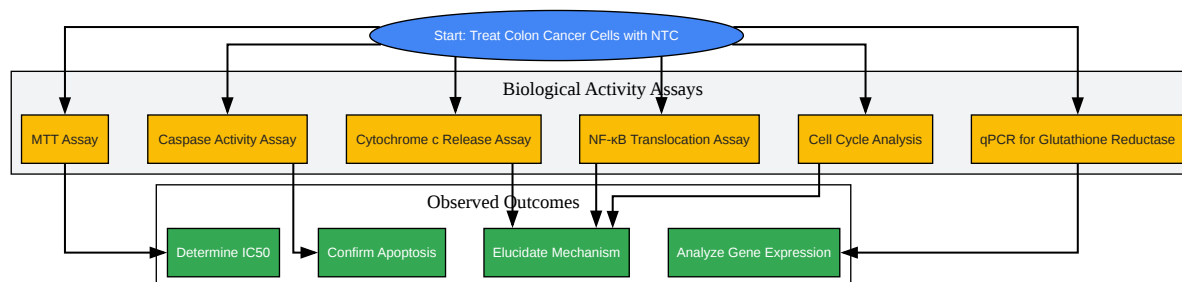 Start: Treat Colon Cancer Cells with NTC
Biological Activity Assays
MTT Assay
Caspase Activity Assay
Cytochrome c Release Assay
NF-κB Translocation Assay
Cell Cycle Analysis
qPCR for Glutathione Reductase
Observed Outcomes
Determine IC50
Confirm Apoptosis
Elucidate Mechanism
Analyze Gene Expression